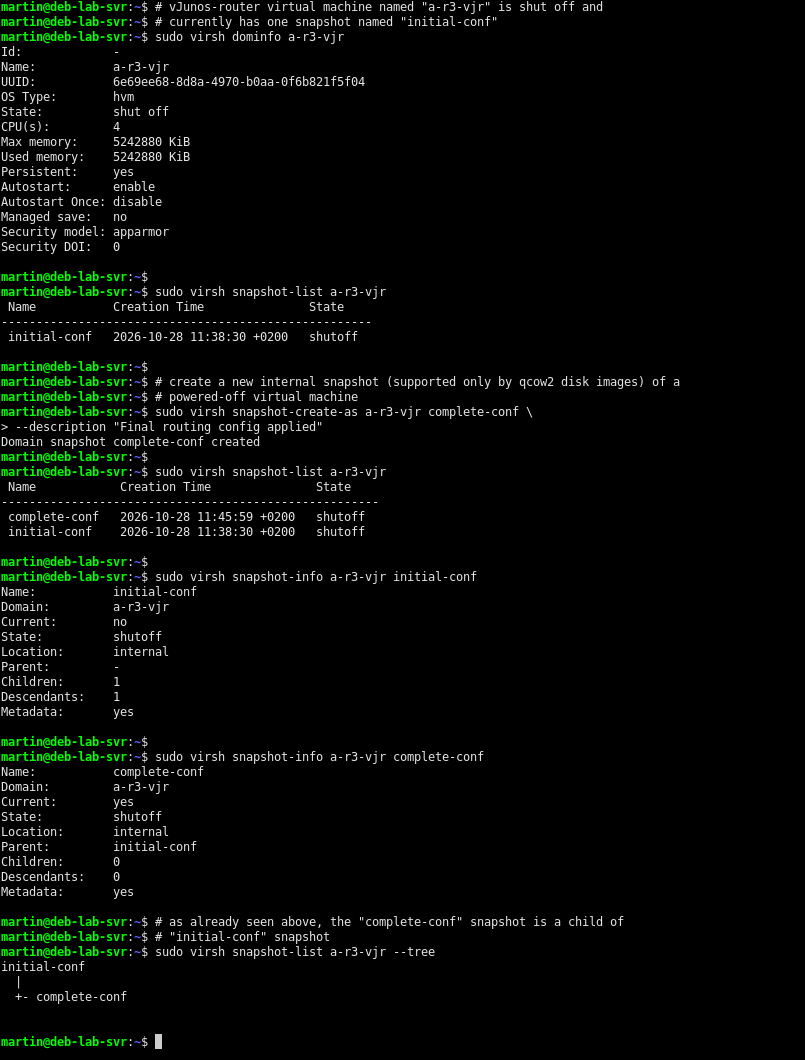 martin@deb-lab-svr:~$ # vJunos-router virtual machine named "a-r3-vjr" is shut off and
martin@deb-lab-svr:~$ # currently has one snapshot named "initial-conf"
martin@deb-lab-svr:~$ sudo virsh dominfo a-r3-vjr
Id:             -
Name:           a-r3-vjr
UUID:           6e69ee68-8d8a-4970-b0aa-0f6b821f5f04
OS Type:        hvm
State:          shut off
CPU(s):         4
Max memory:     5242880 KiB
Used memory:    5242880 KiB
Persistent:     yes
Autostart:      enable
Autostart Once: disable
Managed save:   no
Security model: apparmor
Security DOI:   0

martin@deb-lab-svr:~$
martin@deb-lab-svr:~$ sudo virsh snapshot-list a-r3-vjr
 Name           Creation Time               State
-----------------------------------------------------
 initial-conf   2026-10-28 11:38:30 +0200   shutoff

martin@deb-lab-svr:~$
martin@deb-lab-svr:~$ # create a new internal snapshot (supported only by qcow2 disk images) of a
martin@deb-lab-svr:~$ # powered-off virtual machine
martin@deb-lab-svr:~$ sudo virsh snapshot-create-as a-r3-vjr complete-conf \
> --description "Final routing config applied"
Domain snapshot complete-conf created
martin@deb-lab-svr:~$
martin@deb-lab-svr:~$ sudo virsh snapshot-list a-r3-vjr
 Name            Creation Time               State
------------------------------------------------------
 complete-conf   2026-10-28 11:45:59 +0200   shutoff
 initial-conf    2026-10-28 11:38:30 +0200   shutoff

martin@deb-lab-svr:~$
martin@deb-lab-svr:~$ sudo virsh snapshot-info a-r3-vjr initial-conf
Name:           initial-conf
Domain:         a-r3-vjr
Current:        no
State:          shutoff
Location:       internal
Parent:         -
Children:       1
Descendants:    1
Metadata:       yes

martin@deb-lab-svr:~$
martin@deb-lab-svr:~$ sudo virsh snapshot-info a-r3-vjr complete-conf
Name:           complete-conf
Domain:         a-r3-vjr
Current:        yes
State:          shutoff
Location:       internal
Parent:         initial-conf
Children:       0
Descendants:    0
Metadata:       yes

martin@deb-lab-svr:~$ # as already seen above, the "complete-conf" snapshot is a child of
martin@deb-lab-svr:~$ # "initial-conf" snapshot
martin@deb-lab-svr:~$ sudo virsh snapshot-list a-r3-vjr --tree
initial-conf
  |
  +- complete-conf

martin@deb-lab-svr:~$